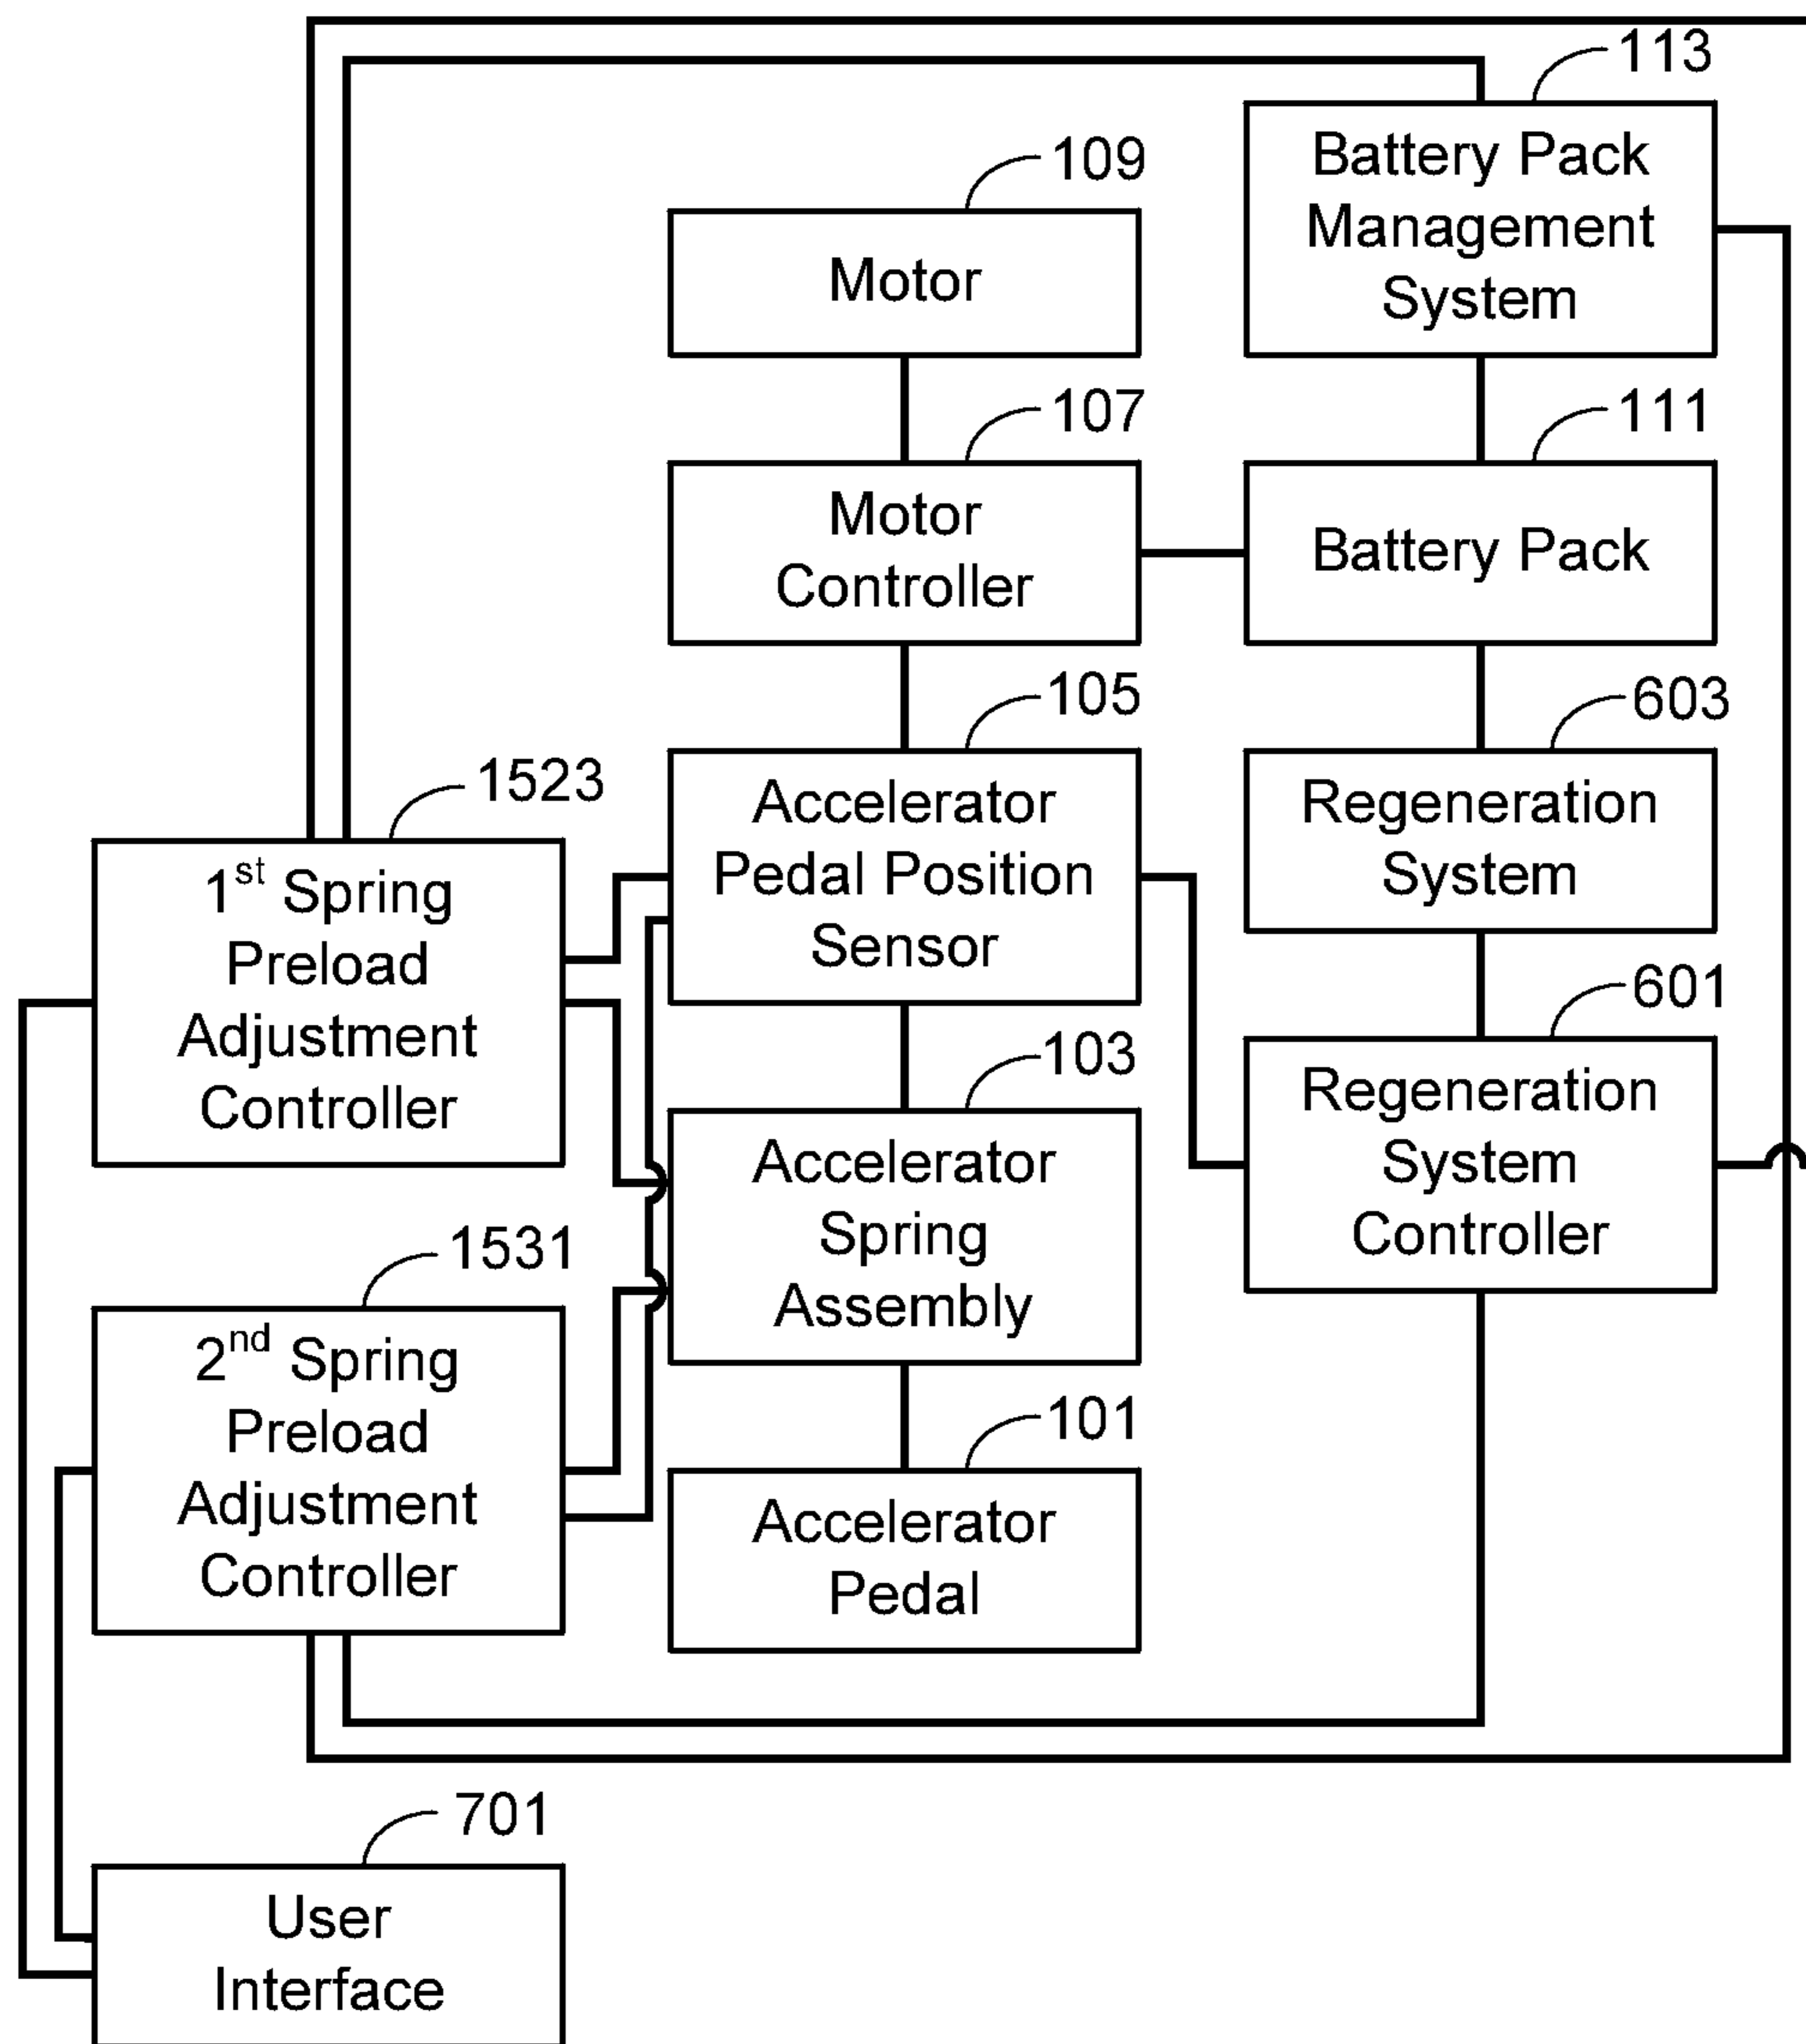 113
Battery Pack
Management
System
109
Motor
107
Motor
Controller
111
Battery Pack
105
Accelerator
Pedal Position
Sensor
603
Regeneration
System
1523
1st Spring
Preload
Adjustment
Controller
601
Regeneration
System
Controller
103
Accelerator
Spring
Assembly
1531
2nd Spring
Preload
Adjustment
Controller
101
Accelerator
Pedal
701
User
Interface